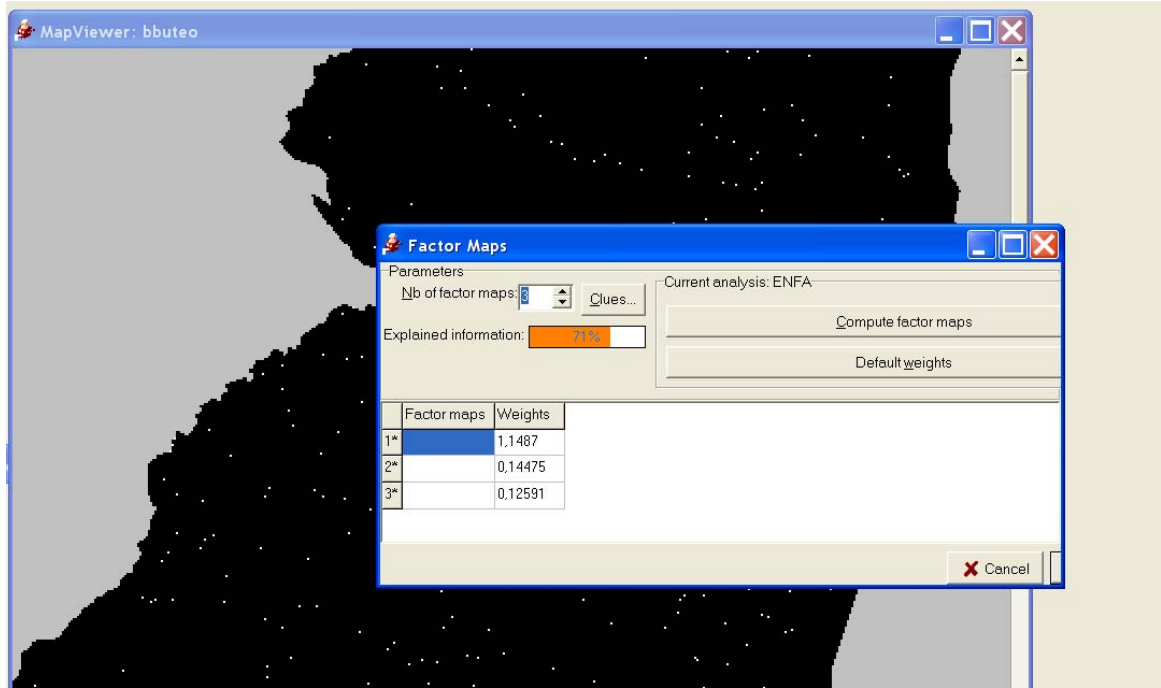 MapViewer: bbuteo
Factor Maps
Parameters
Nb of factor maps: 3
Clues...
Explained information: 71%
Current analysis: ENFA
Compute factor maps
Default weights
Factor maps Weights
1* 1,1487
2* 0,14475
3* 0,12591
Cancel